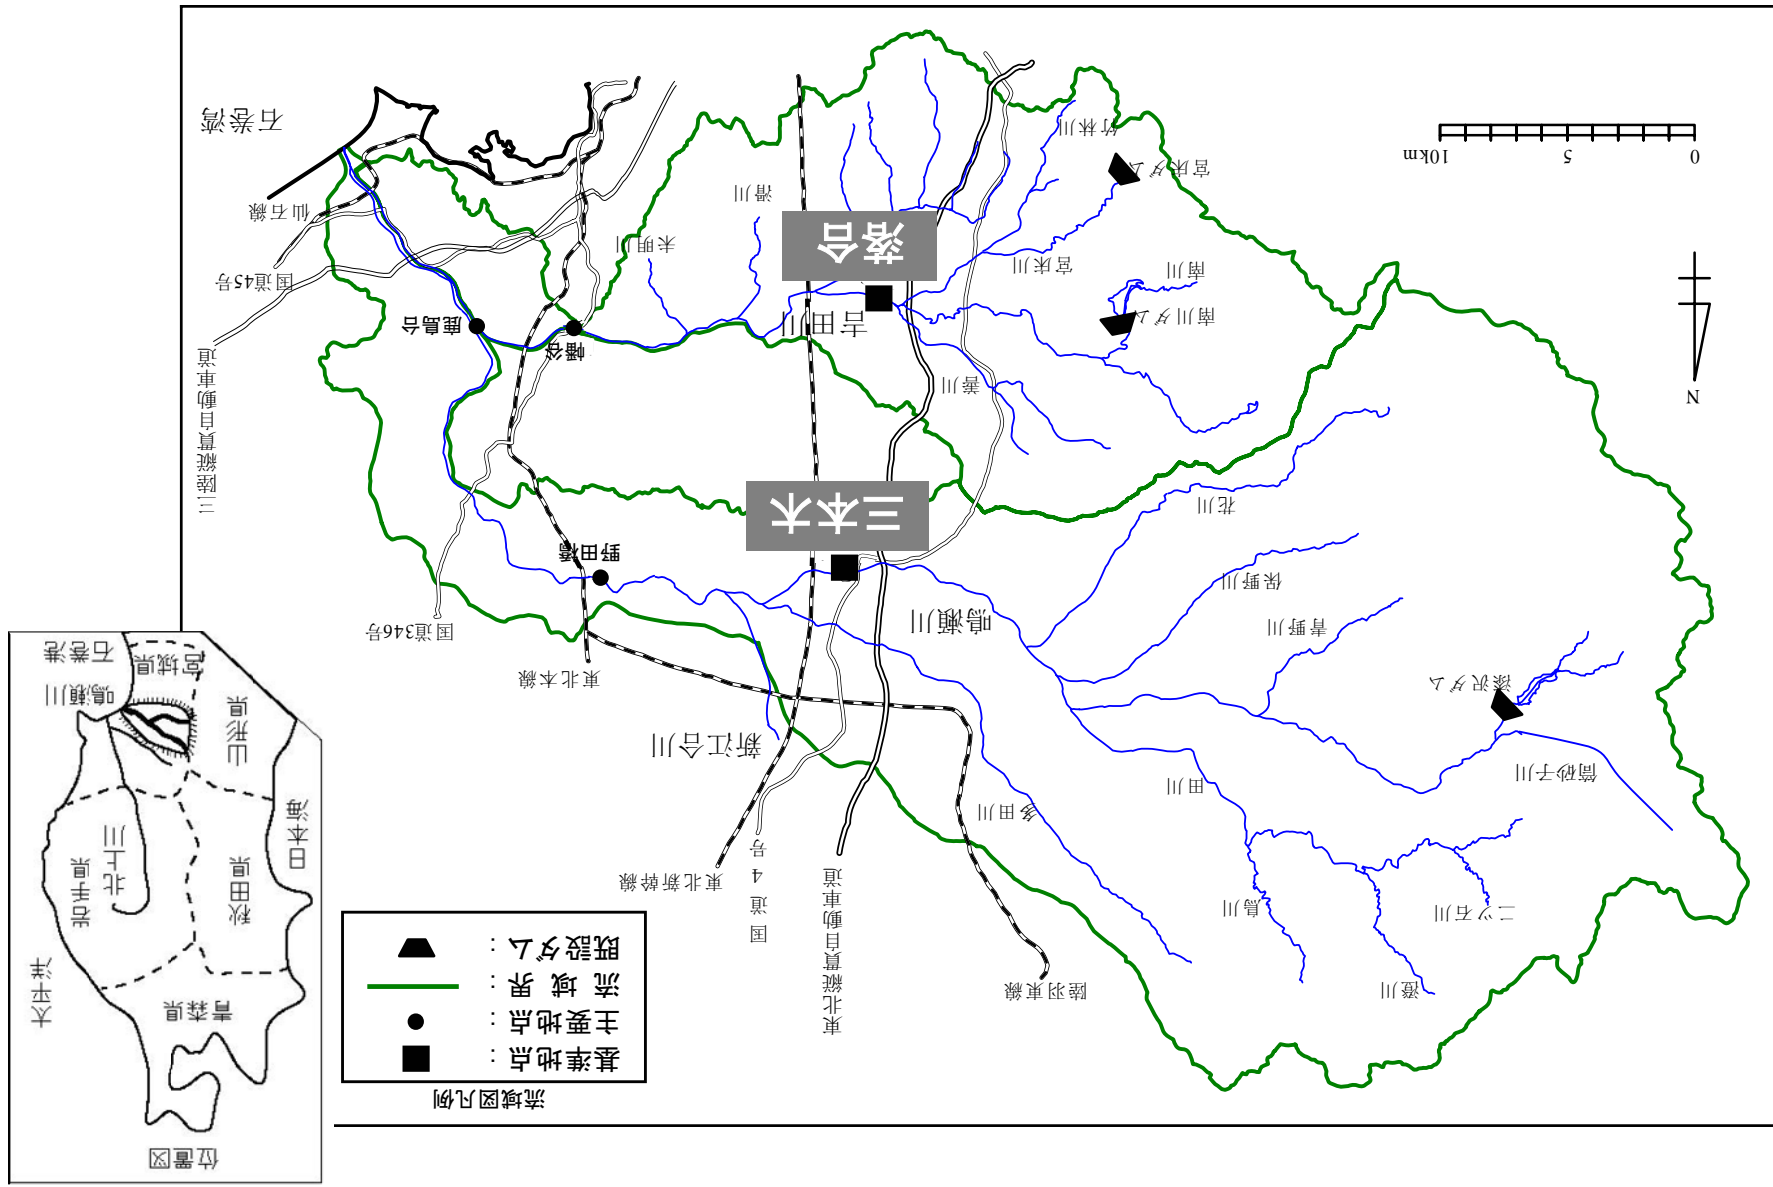 位置図
青森県
太平洋
岩手県
北上川
秋田県
日本海
山形県
宮城県
鳴瀬川
石巻港
流域図凡例
基準地点：
主要地点：
流域界：
既設ダム：
澄川
二ツ石川
烏川
筒砂子川
漆沢ダム
田川
多田川
陸羽東線
東北縦貫自動車道
国道4号
東北新幹線
新江合川
東北本線
国道346号
青野川
保野川
花川
鳴瀬川
三本木
野田橋
三陸縦貫自動車道
N
善川
南川ダム
南川
吉田川
落合
幡谷
鹿島台
国道45号
宮床川
宮床ダム
竹林川
滑川
未明川
仙石線
石巻湾
0
5
10km